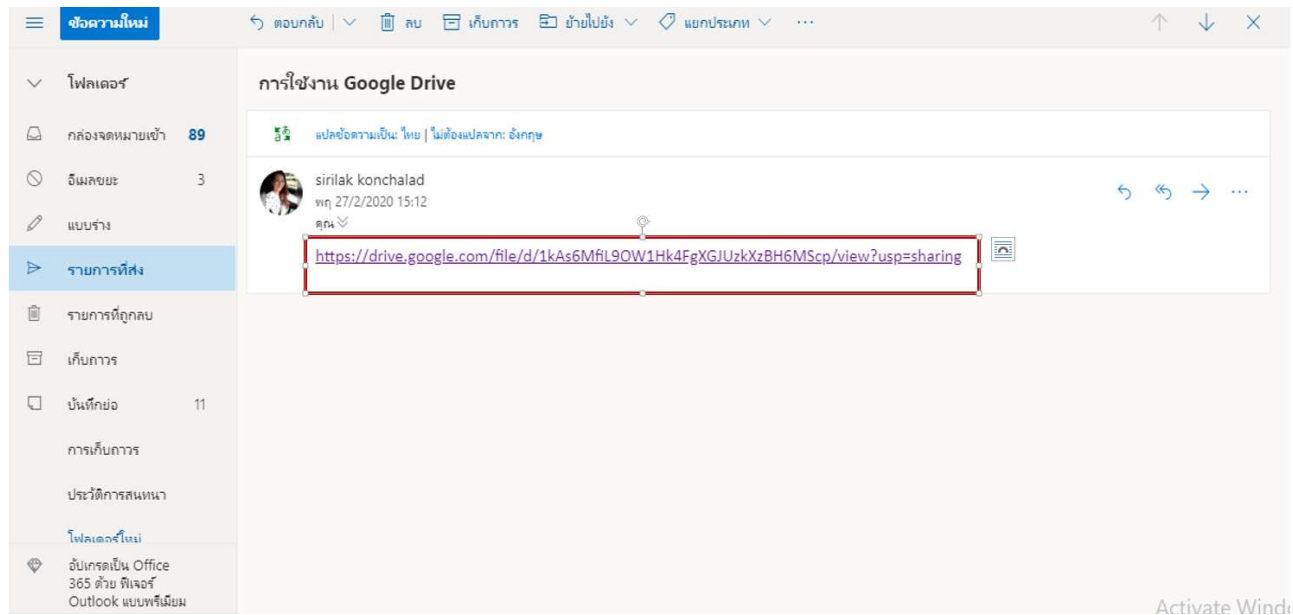 ข้อความใหม่
ตอบกลับ ลบ เก็บถาวร ย้ายไปยัง แยกประเภท ...
โฟลเดอร์
กล่องจดหมายเข้า 89
อีเมลขยะ 3
แบบร่าง
รายการที่ส่ง
รายการที่ถูกลบ
เก็บถาวร
บันทึกย่อ 11
การเก็บถาวร
ประวัติการสนทนา
โฟลเดอร์ใหม่
อัปเกรดเป็น Office
365 ด้วย ฟีเจอร์
Outlook แบบพรีเมียม
การใช้งาน Google Drive
แปลข้อความเป็น: ไทย | ไม่ต้องแปลจาก: อังกฤษ
sirilak konchalad
พฤ 27/2/2020 15:12
คุณ
https://drive.google.com/file/d/1kAs6MfiL9OW1Hk4FgXGJUzkXzBH6MScp/view?usp=sharing
Activate Windo